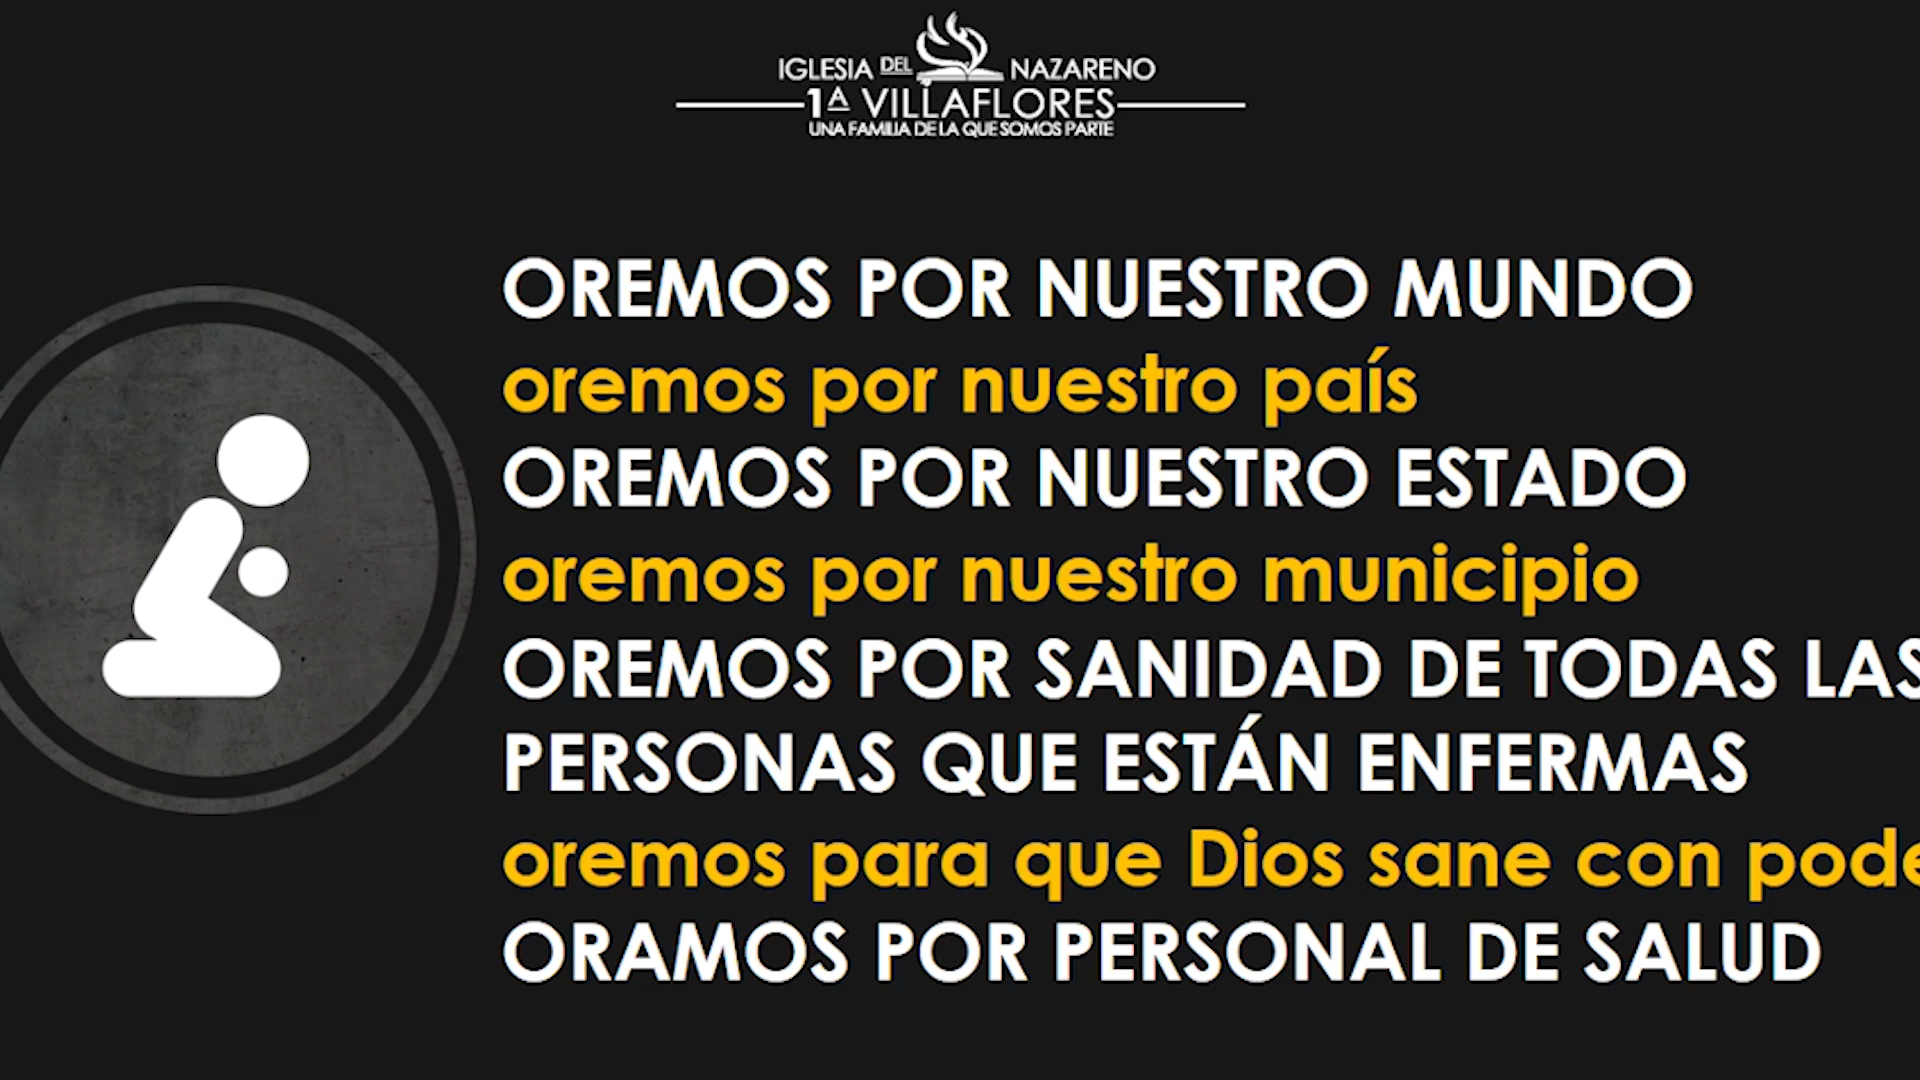 IGLESIA DEL NAZARENO
1A VILLAFLORES
UNA FAMILIA DE LA QUE SOMOS PARTE
OREMOS POR NUESTRO MUNDO
oremos por nuestro país
OREMOS POR NUESTRO ESTADO
oremos por nuestro municipio
OREMOS POR SANIDAD DE TODAS LAS
PERSONAS QUE ESTÁN ENFERMAS
oremos para que Dios sane con pode
ORAMOS POR PERSONAL DE SALUD